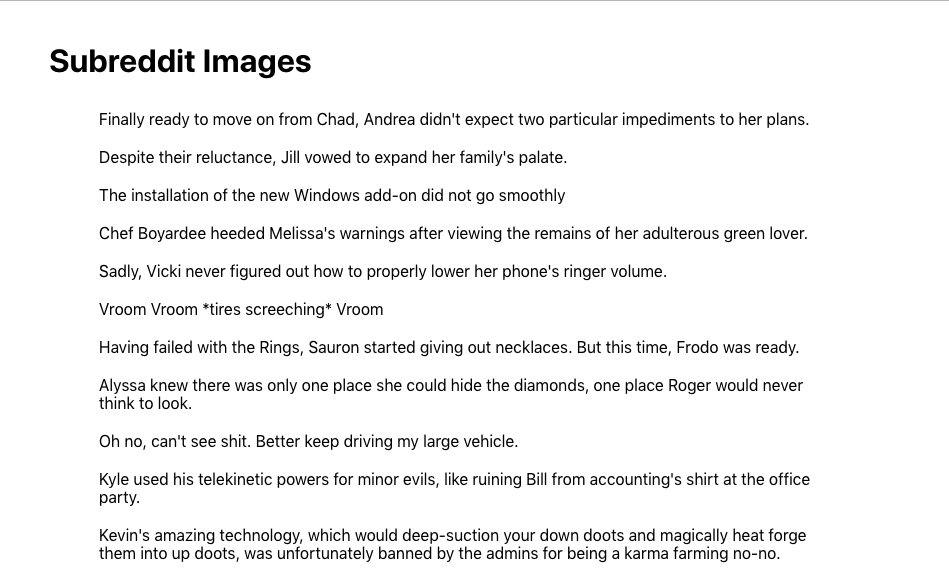 Subreddit Images
Finally ready to move on from Chad, Andrea didn't expect two particular impediments to her plans.
Despite their reluctance, Jill vowed to expand her family's palate.
The installation of the new Windows add-on did not go smoothly
Chef Boyardee heeded Melissa's warnings after viewing the remains of her adulterous green lover.
Sadly, Vicki never figured out how to properly lower her phone's ringer volume.
Vroom Vroom *tires screeching* Vroom
Having failed with the Rings, Sauron started giving out necklaces. But this time, Frodo was ready.
Alyssa knew there was only one place she could hide the diamonds, one place Roger would never
think to look.
Oh no, can't see shit. Better keep driving my large vehicle.
Kyle used his telekinetic powers for minor evils, like ruining Bill from accounting's shirt at the office
party.
Kevin's amazing technology, which would deep-suction your down doots and magically heat forge
them into up doots, was unfortunately banned by the admins for being a karma farming no-no.